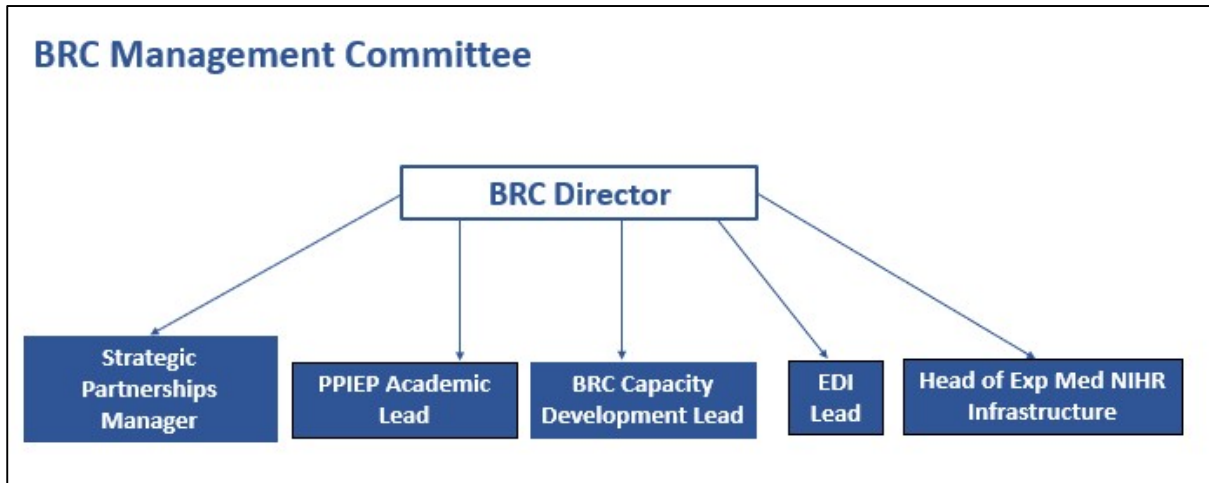 BRC Management Committee
BRC Director
Strategic
Partnerships
Manager
PPIEP Academic
Lead
BRC Capacity
Development Lead
EDI
Lead
Head of Exp Med NIHR
Infrastructure